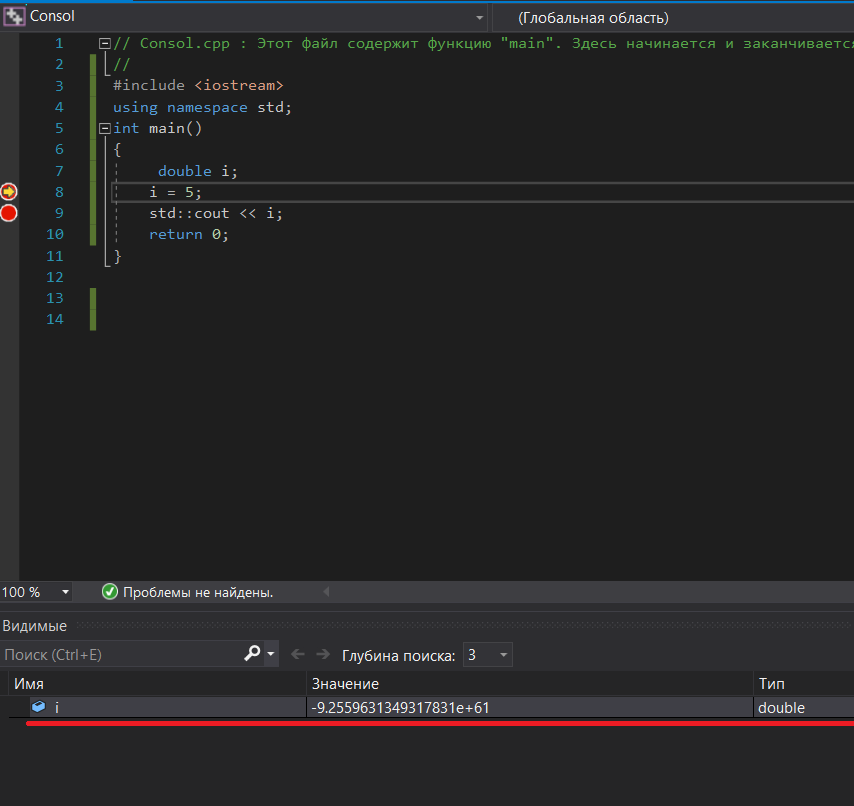 Consol
(Глобальная область)
1 // Consol.cpp : Этот файл содержит функцию "main". Здесь начинается и заканчивается
2 //
3 #include <iostream>
4 using namespace std;
5 int main()
6 {
7 double i;
8 i = 5;
9 std::cout << i;
10 return 0;
11 }
12
13
14
100 %
Проблемы не найдены.
Видимые
Поиск (Ctrl+E)
Глубина поиска: 3
Имя Значение Тип
i -9.2559631349317831e+61 double